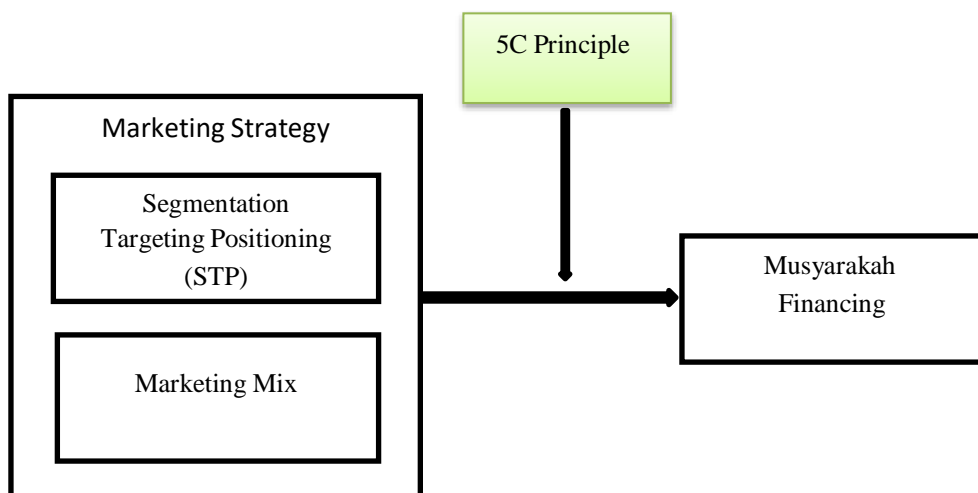 5C Principle
Marketing Strategy
Segmentation
Targeting Positioning
(STP)
Marketing Mix
Musyarakah
Financing